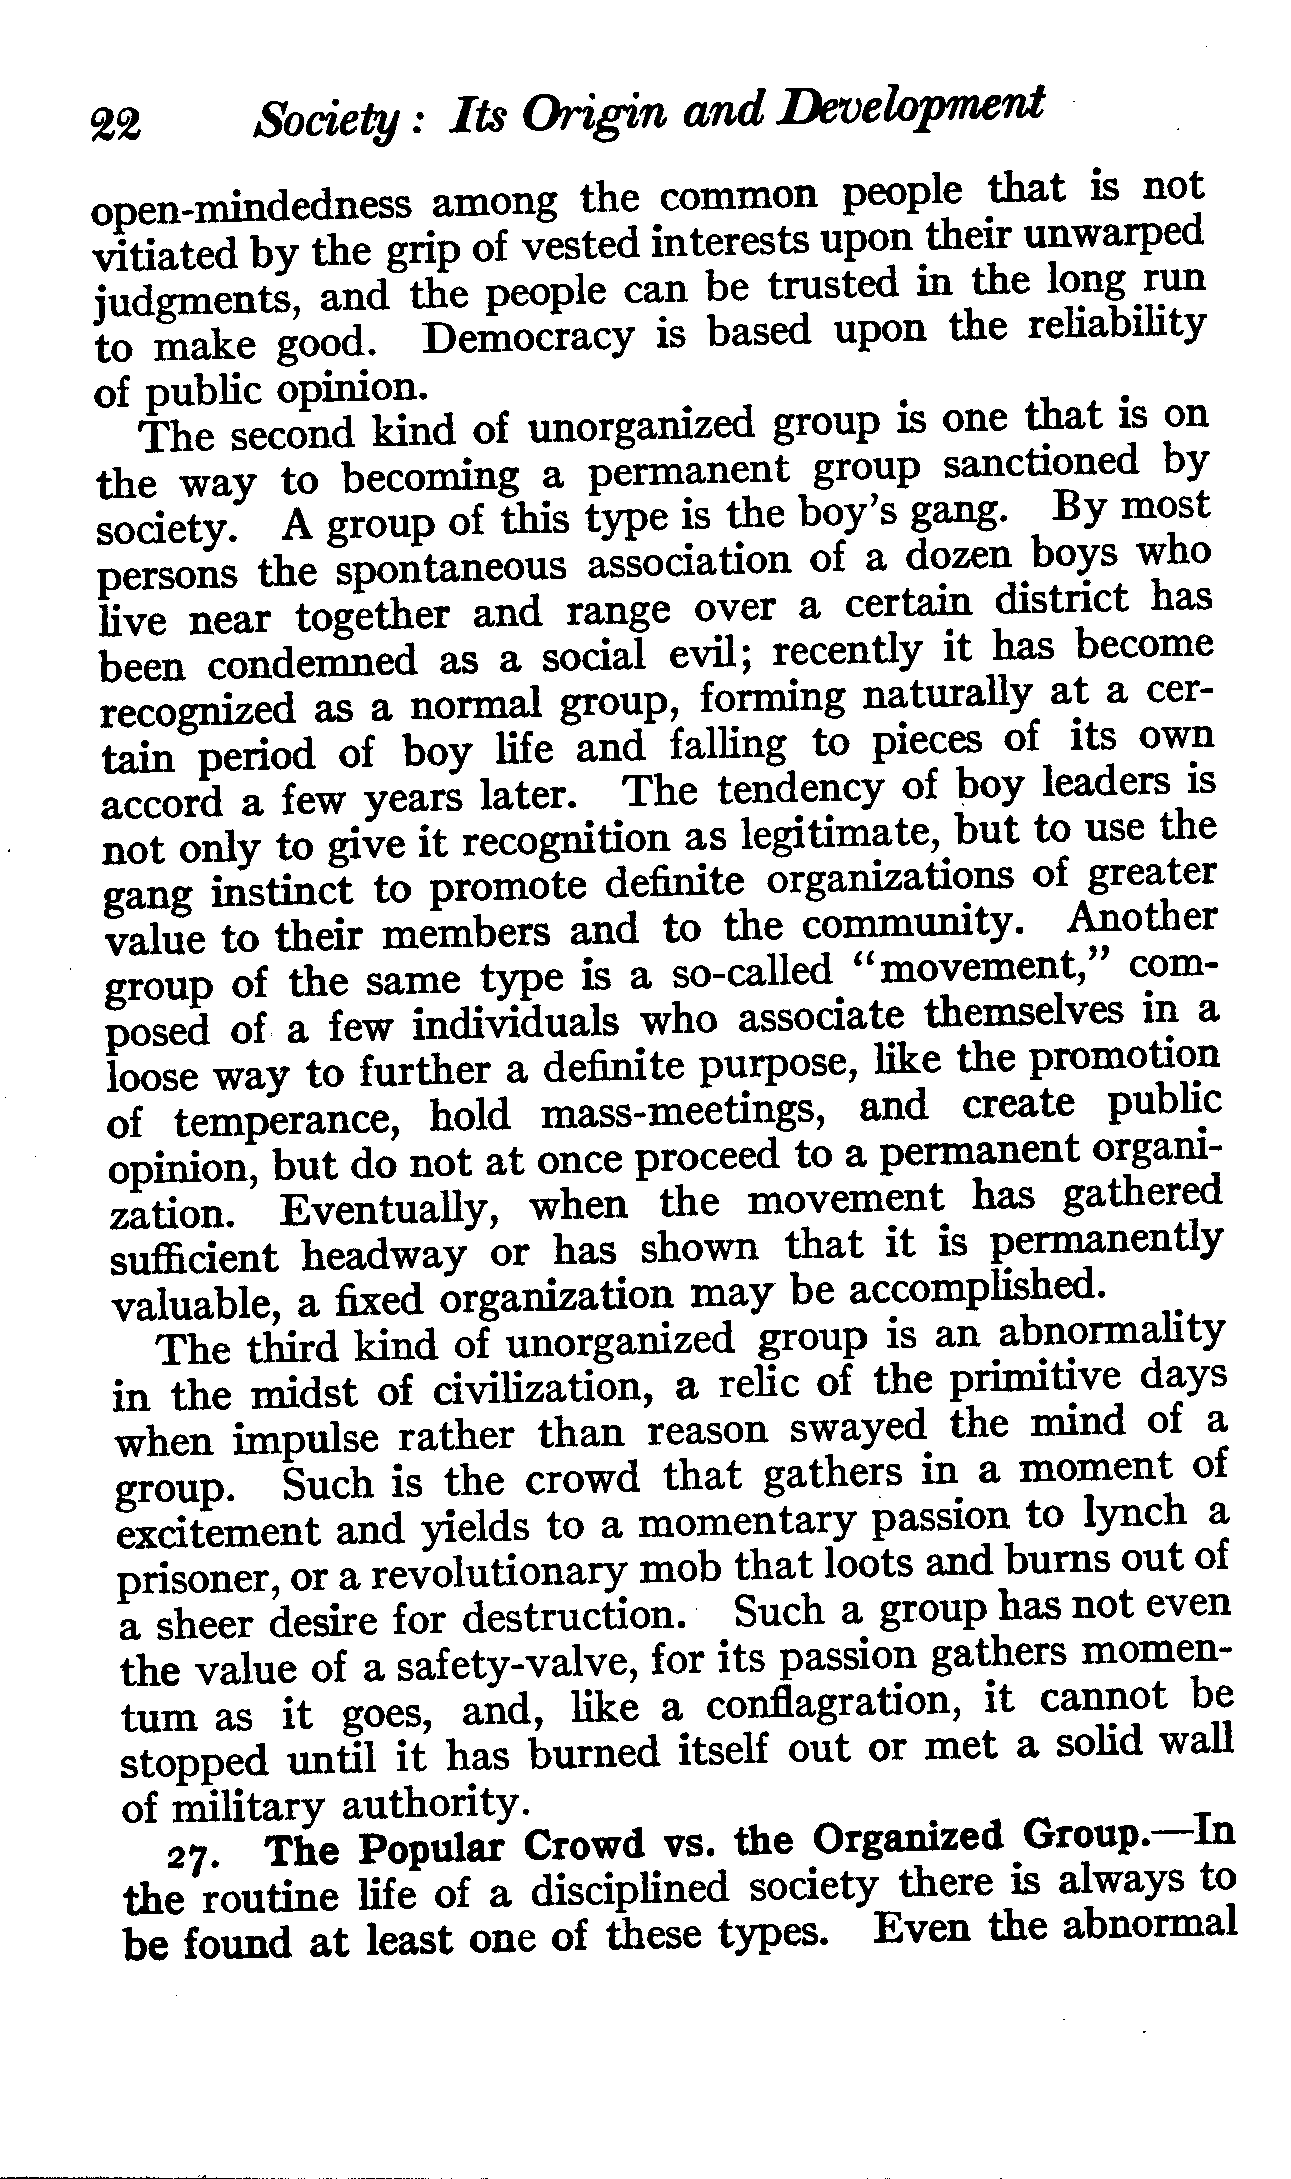 22 Society: Its Origin and Development
open-mindedness among the common people that is not
vitiated by the grip of vested interests upon their unwarped
judgments, and the people can be trusted in the long run
to make good. Democracy is based upon the reliability
of public opinion.
The second kind of unorganized group is one that is on
the way to becoming a permanent group sanctioned by
society. A group of this type is the boy's gang. By most
persons the spontaneous association of a dozen boys who
live near together and range over a certain district has
been condemned as a social evil; recently it has become
recognized as a normal group, forming naturally at a cer-
tain period of boy life and falling to pieces of its own
accord a few years later. The tendency of boy leaders is
not only to give it recognition as legitimate, but to use the
gang instinct to promote definite organizations of greater
value to their members and to the community. Another
group of the same type is a so-called "movement," com-
posed of a few individuals who associate themselves in a
loose way to further a definite purpose, like the promotion
of temperance, hold mass-meetings, and create public
opinion, but do not at once proceed to a permanent organi-
zation. Eventually, when the movement has gathered
sufficient headway or has shown that it is permanently
valuable, a fixed organization may be accomplished.
The third kind of unorganized group is an abnormality
in the midst of civilization, a relic of the primitive days
when impulse rather than reason swayed the mind of a
group. Such is the crowd that gathers in a moment of
excitement and yields to a momentary passion to lynch a
prisoner, or a revolutionary mob that loots and burns out of
a sheer desire for destruction. Such a group has not even
the value of a safety-valve, for its passion gathers momen-
tum as it goes, and, like a conflagration, it cannot be
stopped until it has burned itself out or met a solid wall
of military authority.
27. The Popular Crowd vs. the Organized Group.—In
the routine life of a disciplined society there is always to
be found at least one of these types. Even the abnormal